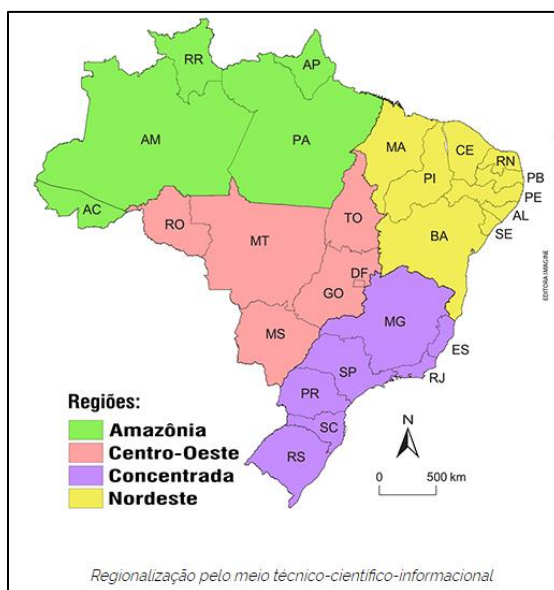 RR
AP
AM
PA
MA
CE
RN
PB
PI
PE
AC
AL
TO
SE
RO
MT
BA
DF
GO
MG
MS
ES
SP
RJ
PR
SC
RS
EDITORA IMAGINE
Regiões:
Amazônia
Centro-Oeste
Concentrada
Nordeste
N
0 500 km
Regionalização pelo meio técnico-científico-informacional